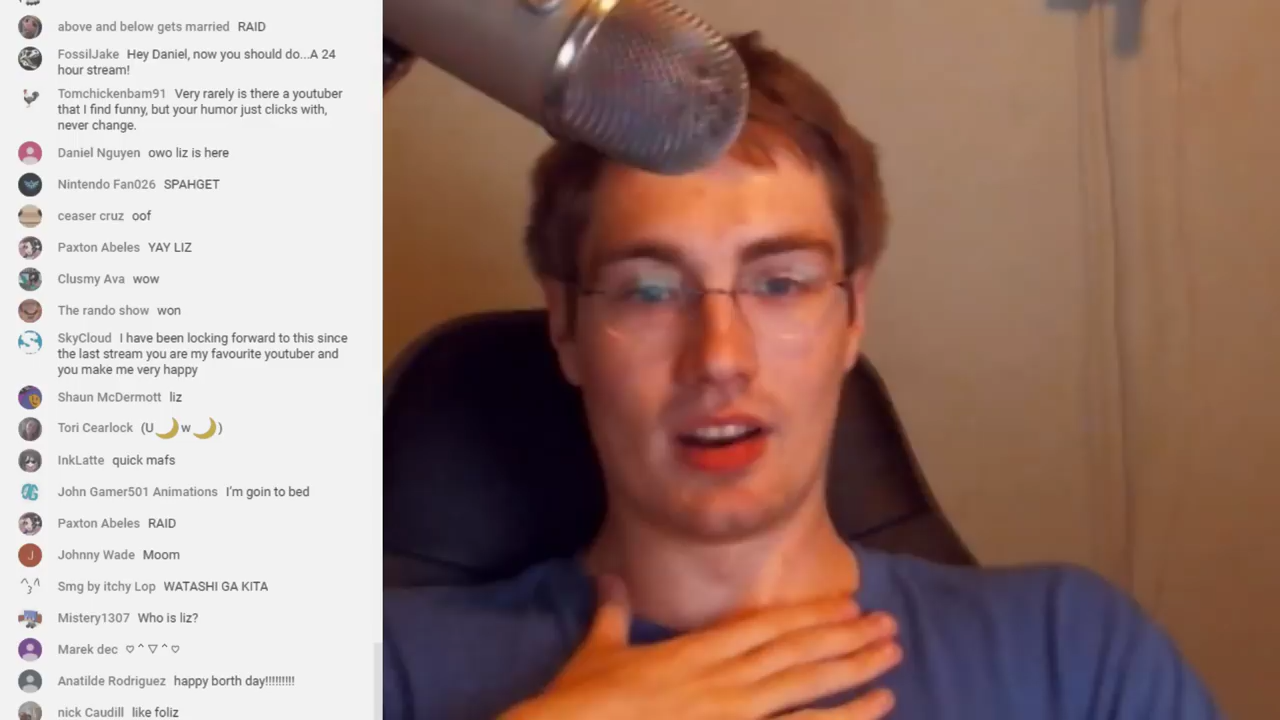 above and below gets married RAID
FossilJake Hey Daniel, now you should do...A 24
hour stream!
Tomchickenbam91 Very rarely is there a youtuber
that I find funny, but your humor just clicks with,
never change.
Daniel Nguyen owo liz is here
Nintendo Fan026 SPAHGET
ceaser cruz oof
Paxton Abeles YAY LIZ
Clusmy Ava wow
The rando show won
SkyCloud I have been locking forward to this since
the last stream you are my favourite youtuber and
you make me very happy
Shaun McDermott liz
Tori Cearlock (U🌙w🌙)
InkLatte quick mafs
John Gamer501 Animations I'm goin to bed
Paxton Abeles RAID
J
Johnny Wade Moom
Smg by itchy Lop WATASHI GA KITA
Mistery1307 Who is liz?
Marek dec ♡^▽^♡
Anatilde Rodriguez happy borth day!!!!!!!!!
nick Caudill like foliz